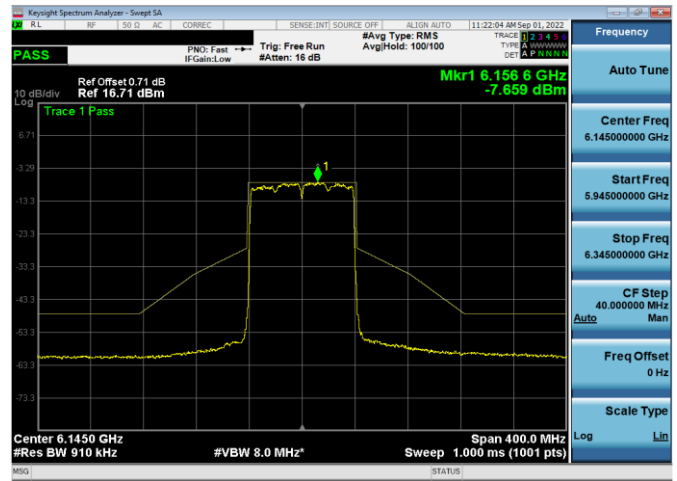 Keysight Spectrum Analyzer - Swept SA
RL RF 50 Ω AC CORREC SENSE:INT SOURCE OFF ALIGN AUTO 11:22:04 AM Sep 01, 2022
PASS
PNO: Fast
IFGain:Low
Trig: Free Run
#Atten: 16 dB
#Avg Type: RMS
Avg|Hold: 100/100
TRACE 1 2 3 4 5 6
TYPE A WWWWW
DET A P N N N N
Mkr1 6.156 6 GHz
-7.659 dBm
Ref Offset 0.71 dB
10 dB/div Ref 16.71 dBm
Log
Trace 1 Pass
1
6.71
-3.29
-13.3
-23.3
-33.3
-43.3
-53.3
-63.3
-73.3
Center 6.1450 GHz
#Res BW 910 kHz
#VBW 8.0 MHz*
Span 400.0 MHz
Sweep 1.000 ms (1001 pts)
MSG STATUS
Frequency
Auto Tune
Center Freq
6.145000000 GHz
Start Freq
5.945000000 GHz
Stop Freq
6.345000000 GHz
CF Step
40.000000 MHz
Auto Man
Freq Offset
0 Hz
Scale Type
Log Lin